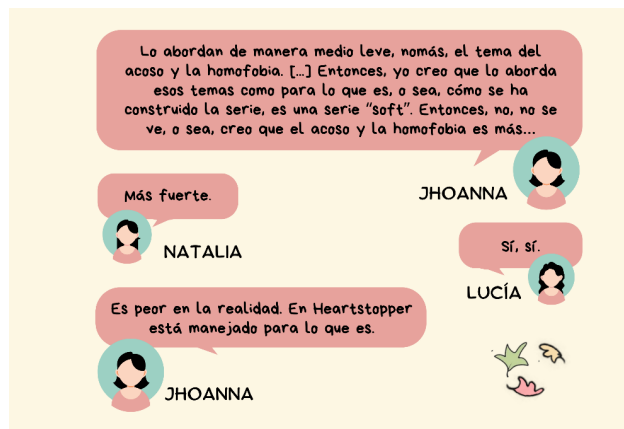 Lo abordan de manera medio leve, nomás, el tema del
acoso y la homofobia. [...] Entonces, yo creo que lo aborda
esos temas como para lo que es, o sea, cómo se ha
construido la serie, es una serie "soft". Entonces, no, no se
ve, o sea, creo que el acoso y la homofobia es más...
JHOANNA
Más fuerte.
NATALIA
Sí, sí.
LUCÍA
Es peor en la realidad. En Heartstopper
está manejado para lo que es.
JHOANNA